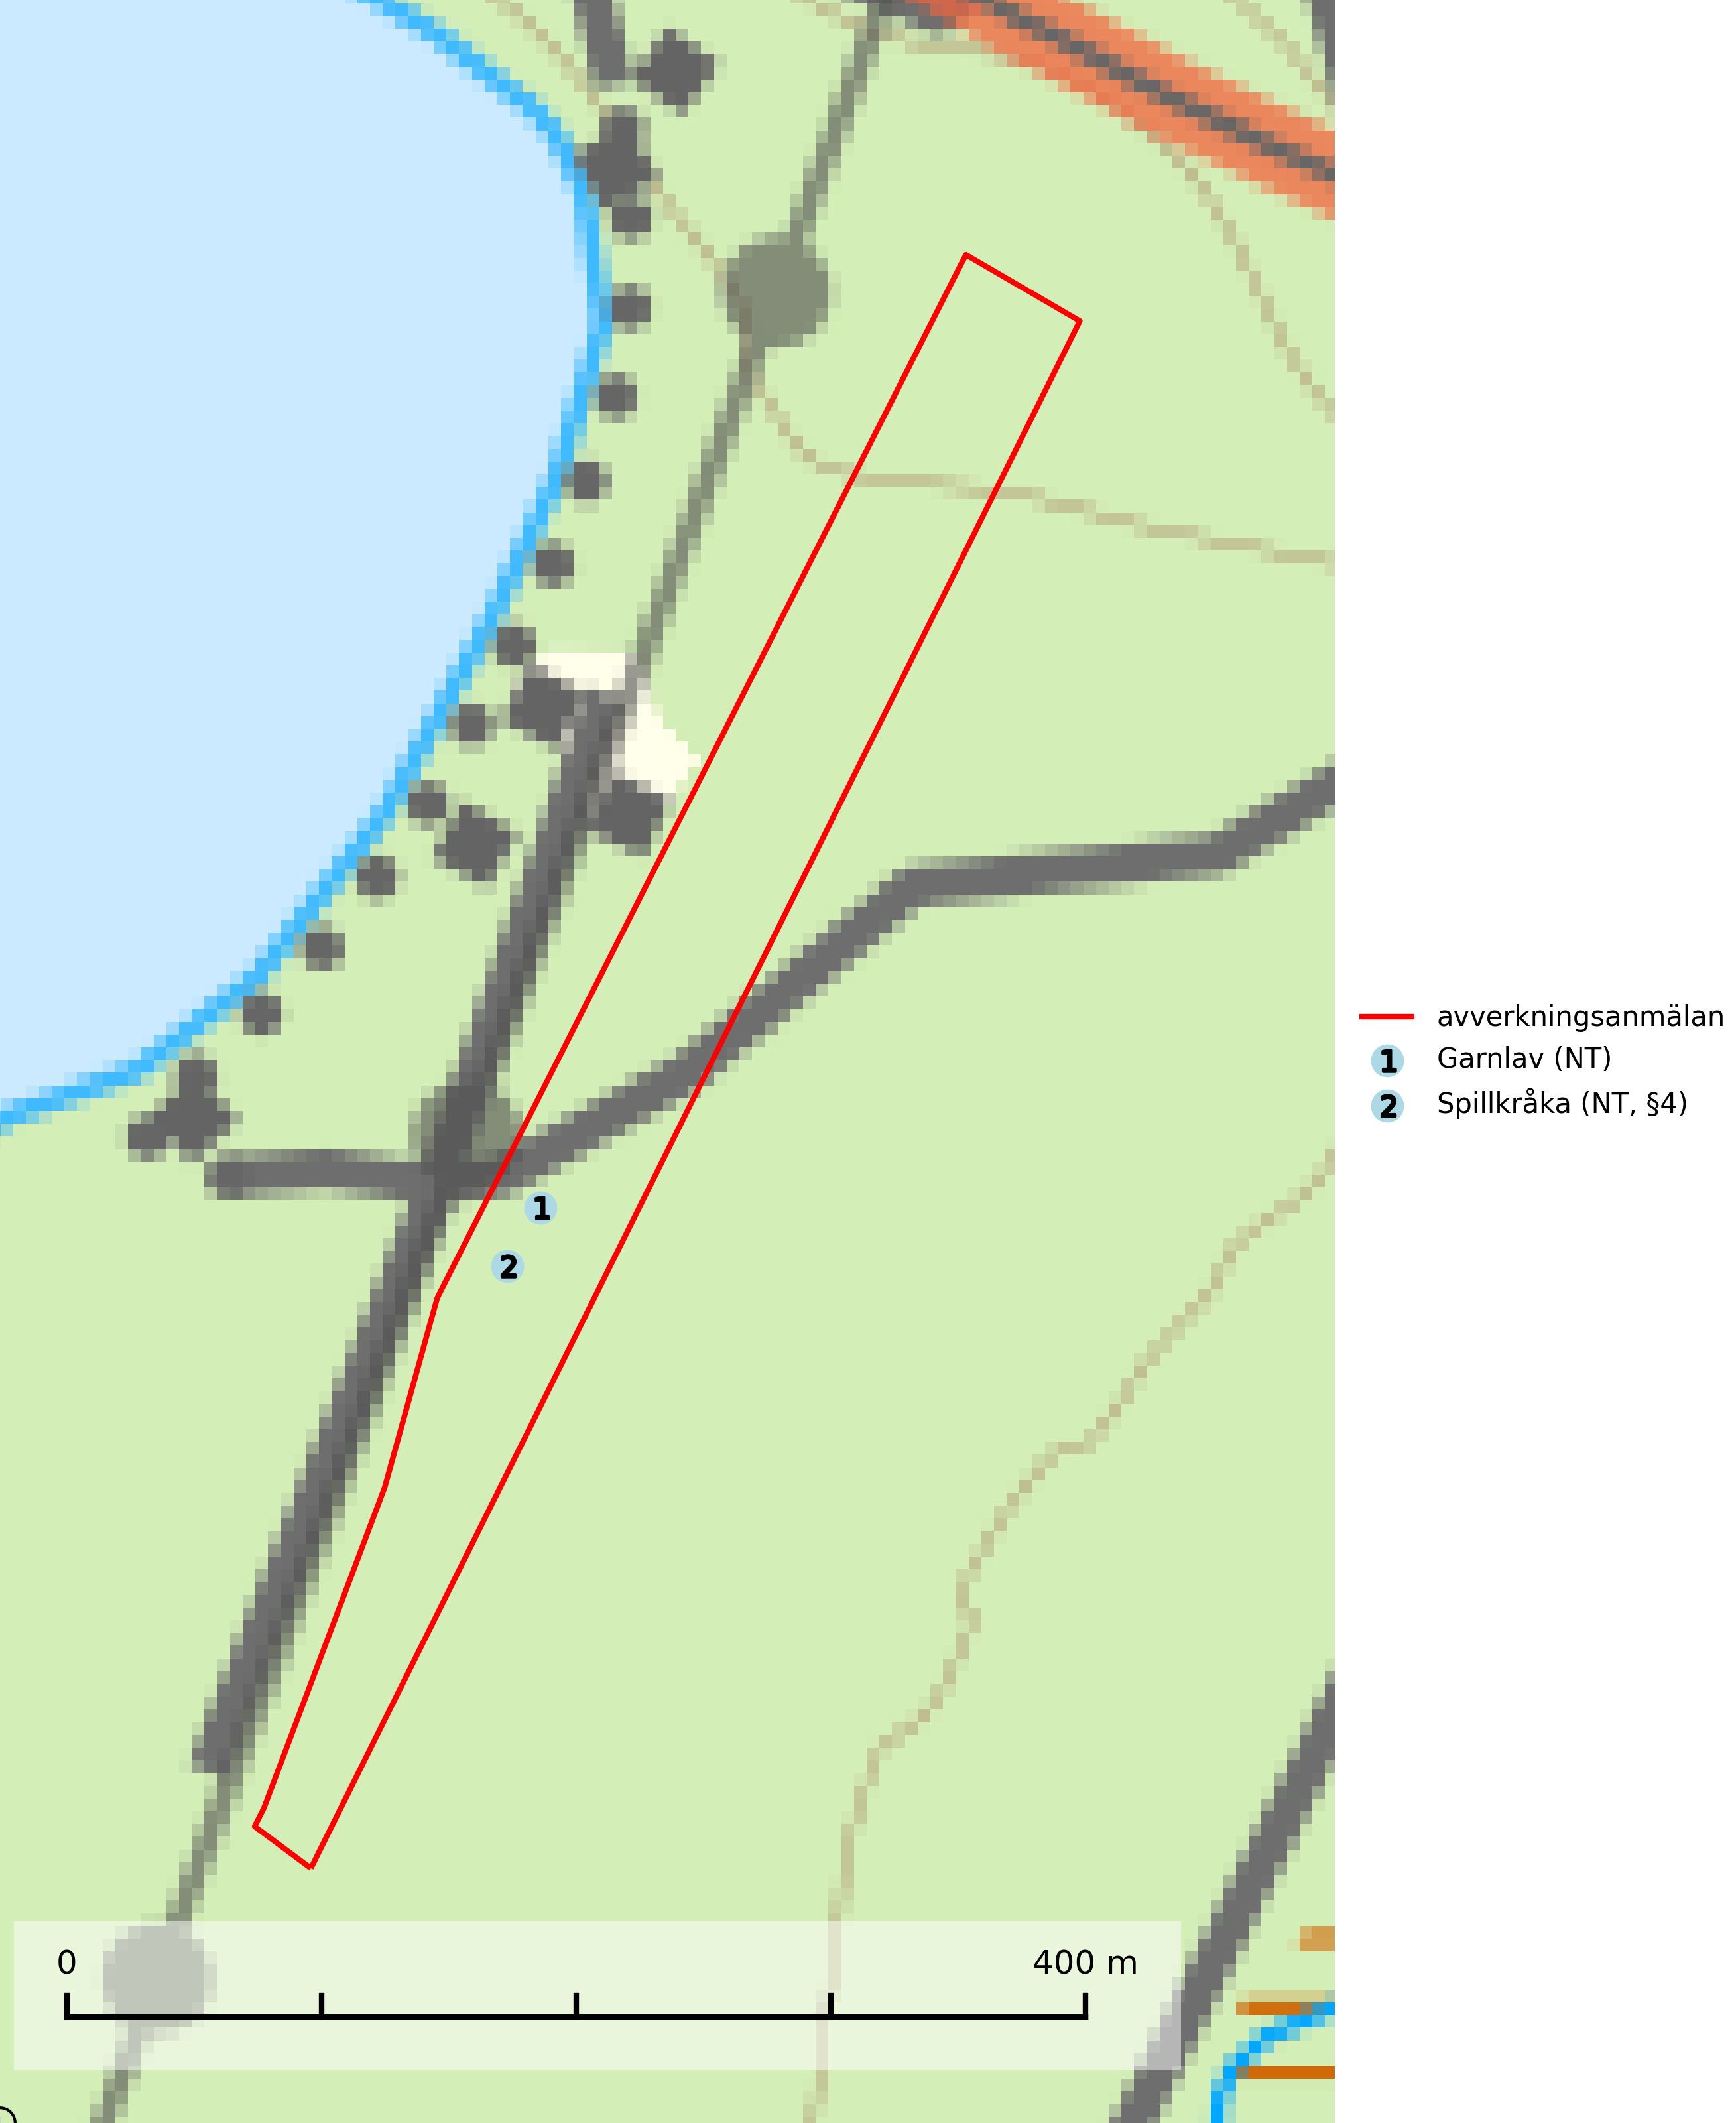 avverkningsanmälan
1 Garnlav (NT)
2 Spillkråka (NT, §4)
1
2
0 400 m